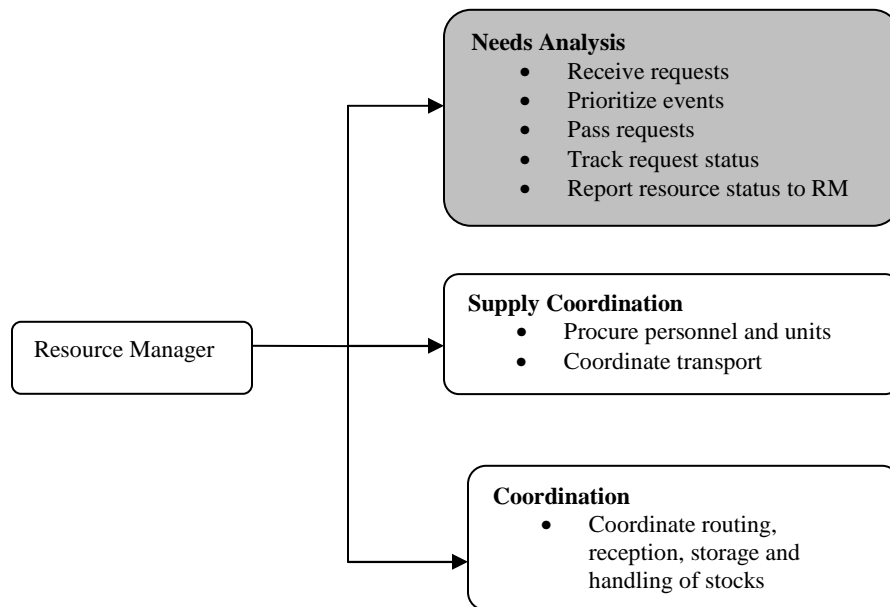 Needs Analysis
• Receive requests
• Prioritize events
• Pass requests
• Track request status
• Report resource status to RM
Resource Manager
Supply Coordination
• Procure personnel and units
• Coordinate transport
Coordination
• Coordinate routing,
reception, storage and
handling of stocks